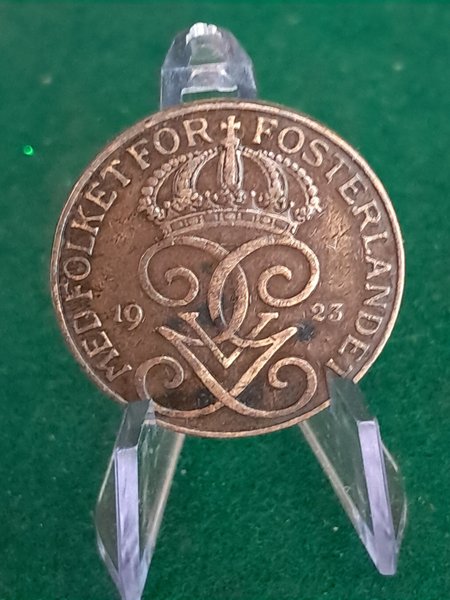 MED FOLKET FÖR FOSTERLANDET
19 23